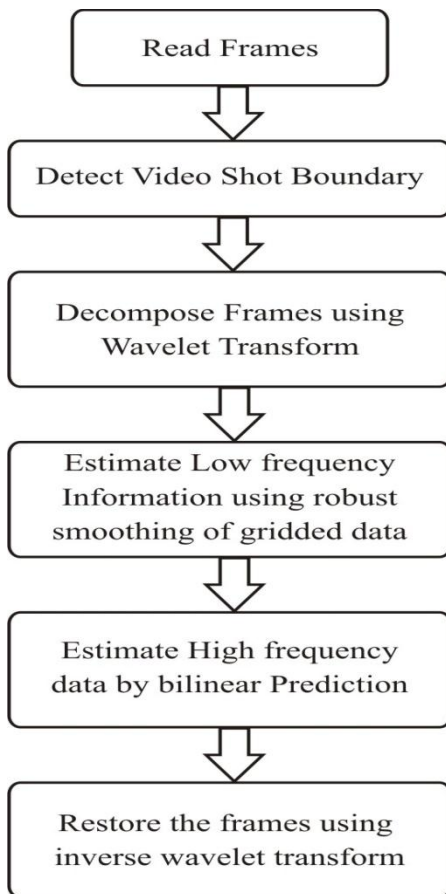 Read Frames
Detect Video Shot Boundary
Decompose Frames using
Wavelet Transform
Estimate Low frequency
Information using robust
smoothing of gridded data
Estimate High frequency
data by bilinear Prediction
Restore the frames using
inverse wavelet transform